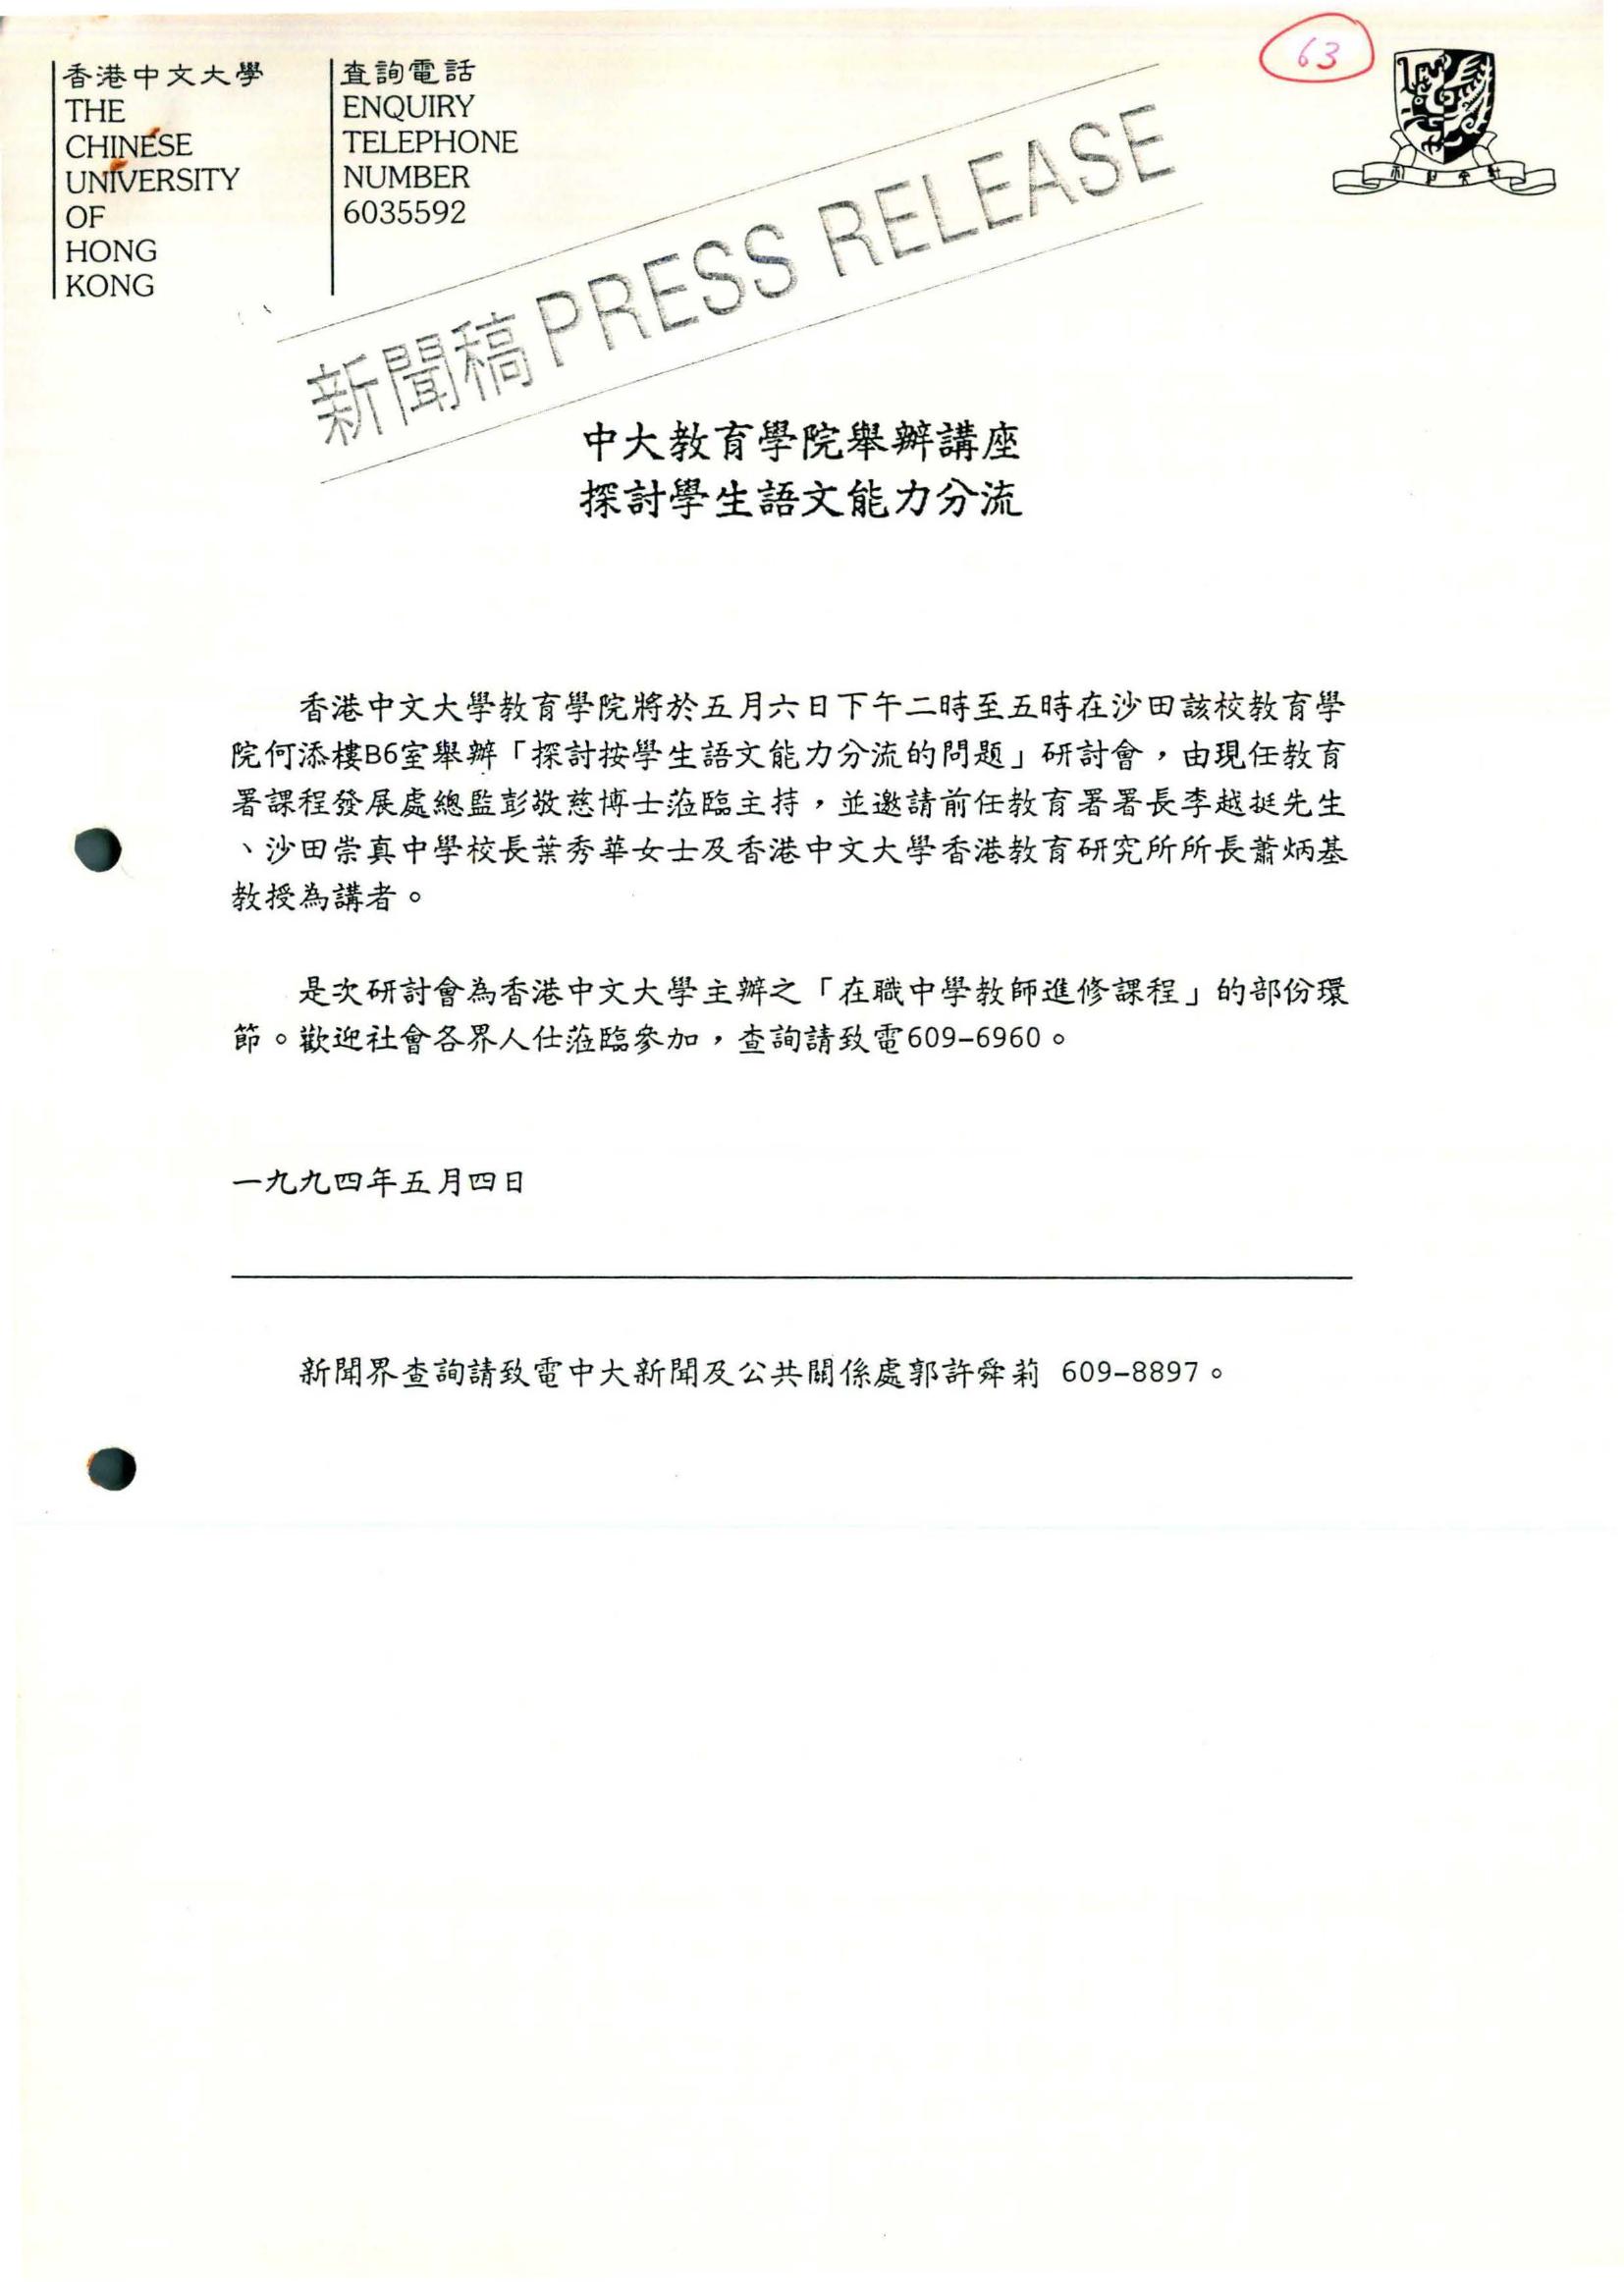 63
香港中文大學
THE
CHINESE
UNIVERSITY
OF
HONG
KONG
查詢電話
ENQUIRY
TELEPHONE
NUMBER
6035592
新聞稿 PRESS RELEASE
中大教育學院舉辦講座
探討學生語文能力分流
香港中文大學教育學院將於五月六日下午二時至五時在沙田該校教育學
院何添樓B6室舉辦「探討按學生語文能力分流的問題」研討會,由現任教育
署課程發展處總監彭敬慈博士蒞臨主持,並邀請前任教育署署長李越挺先生
、沙田崇真中學校長葉秀華女士及香港中文大學香港教育研究所所長蕭炳基
教授為講者。
是次研討會為香港中文大學主辦之「在職中學教師進修課程」的部份環
節。歡迎社會各界人仕蒞臨參加,查詢請致電609-6960。
一九九四年五月四日
新聞界查詢請致電中大新聞及公共關係處郭許舜莉 609-8897。